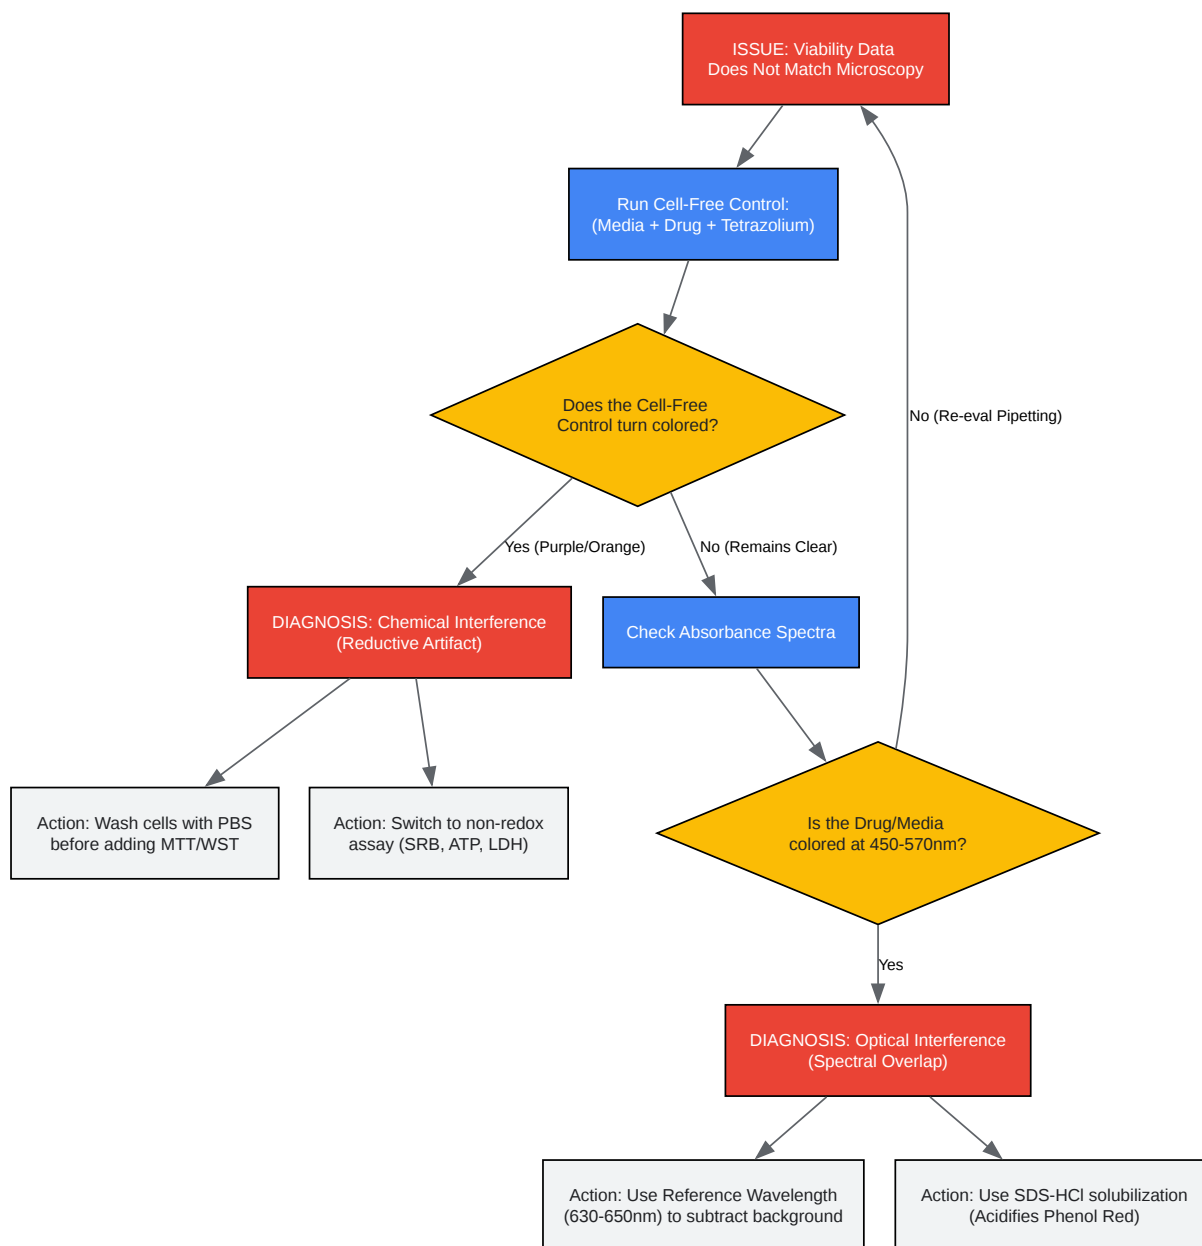 ISSUE: Viability Data
Does Not Match Microscopy
Run Cell-Free Control:
(Media + Drug + Tetrazolium)
Does the Cell-Free
Control turn colored?
No (Re-eval Pipetting)
Yes (Purple/Orange)
No (Remains Clear)
DIAGNOSIS: Chemical Interference
(Reductive Artifact)
Check Absorbance Spectra
Action: Wash cells with PBS
before adding MTT/WST
Action: Switch to non-redox
assay (SRB, ATP, LDH)
Is the Drug/Media
colored at 450-570nm?
Yes
DIAGNOSIS: Optical Interference
(Spectral Overlap)
Action: Use Reference Wavelength
(630-650nm) to subtract background
Action: Use SDS-HCl solubilization
(Acidifies Phenol Red)